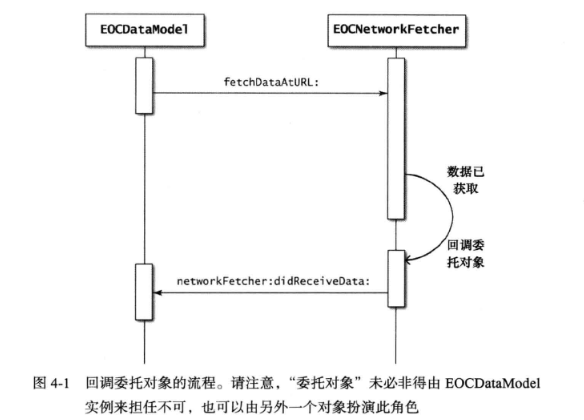 EOCDataModel
EOCNetworkFetcher
fetchDataAtURL:
数据已
获取
回调委
托对象
networkFetcher:didReceiveData:
图 4-1 回调委托对象的流程。请注意，“委托对象”未必非得由 EOCDataModel
实例来担任不可，也可以由另外一个对象扮演此角色